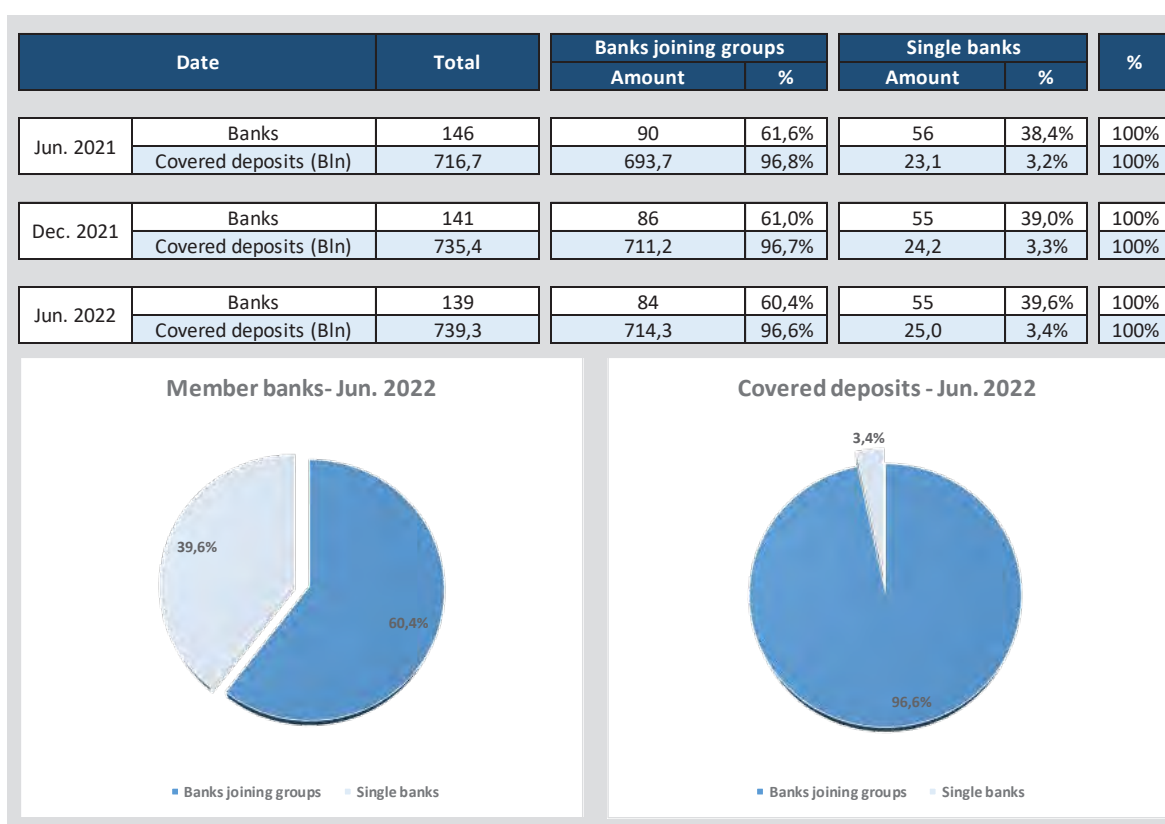 Date Total Banks joining groups Single banks %
Amount % Amount %
Jun. 2021 Banks 146 90 61,6% 56 38,4% 100%
Covered deposits (Bln) 716,7 693,7 96,8% 23,1 3,2% 100%
Dec. 2021 Banks 141 86 61,0% 55 39,0% 100%
Covered deposits (Bln) 735,4 711,2 96,7% 24,2 3,3% 100%
Jun. 2022 Banks 139 84 60,4% 55 39,6% 100%
Covered deposits (Bln) 739,3 714,3 96,6% 25,0 3,4% 100%
Member banks- Jun. 2022
39,6%
60,4%
Banks joining groups Single banks
Covered deposits - Jun. 2022
3,4%
96,6%
Banks joining groups Single banks